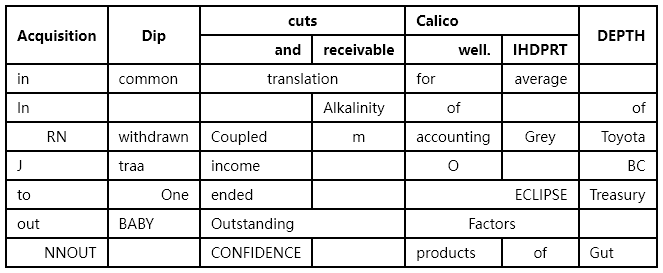 Acquisition Dip cuts Calico DEPTH
and receivable well. IHDPRT
in common translation for average
In Alkalinity of of
RN withdrawn Coupled m accounting Grey Toyota
J traa income O BC
to One ended ECLIPSE Treasury
out BABY Outstanding Factors
NNOUT CONFIDENCE products of Gut